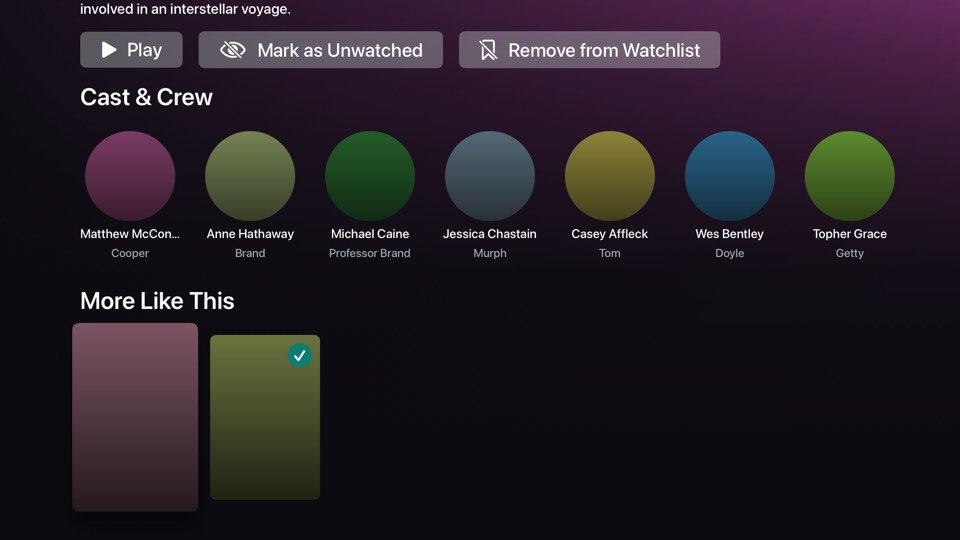 involved in an interstellar voyage.
Play
Mark as Unwatched
Remove from Watchlist
Cast & Crew
Matthew McCon...
Anne Hathaway
Michael Caine
Jessica Chastain
Casey Affleck
Wes Bentley
Topher Grace
Cooper
Brand
Professor Brand
Murph
Tom
Doyle
Getty
More Like This